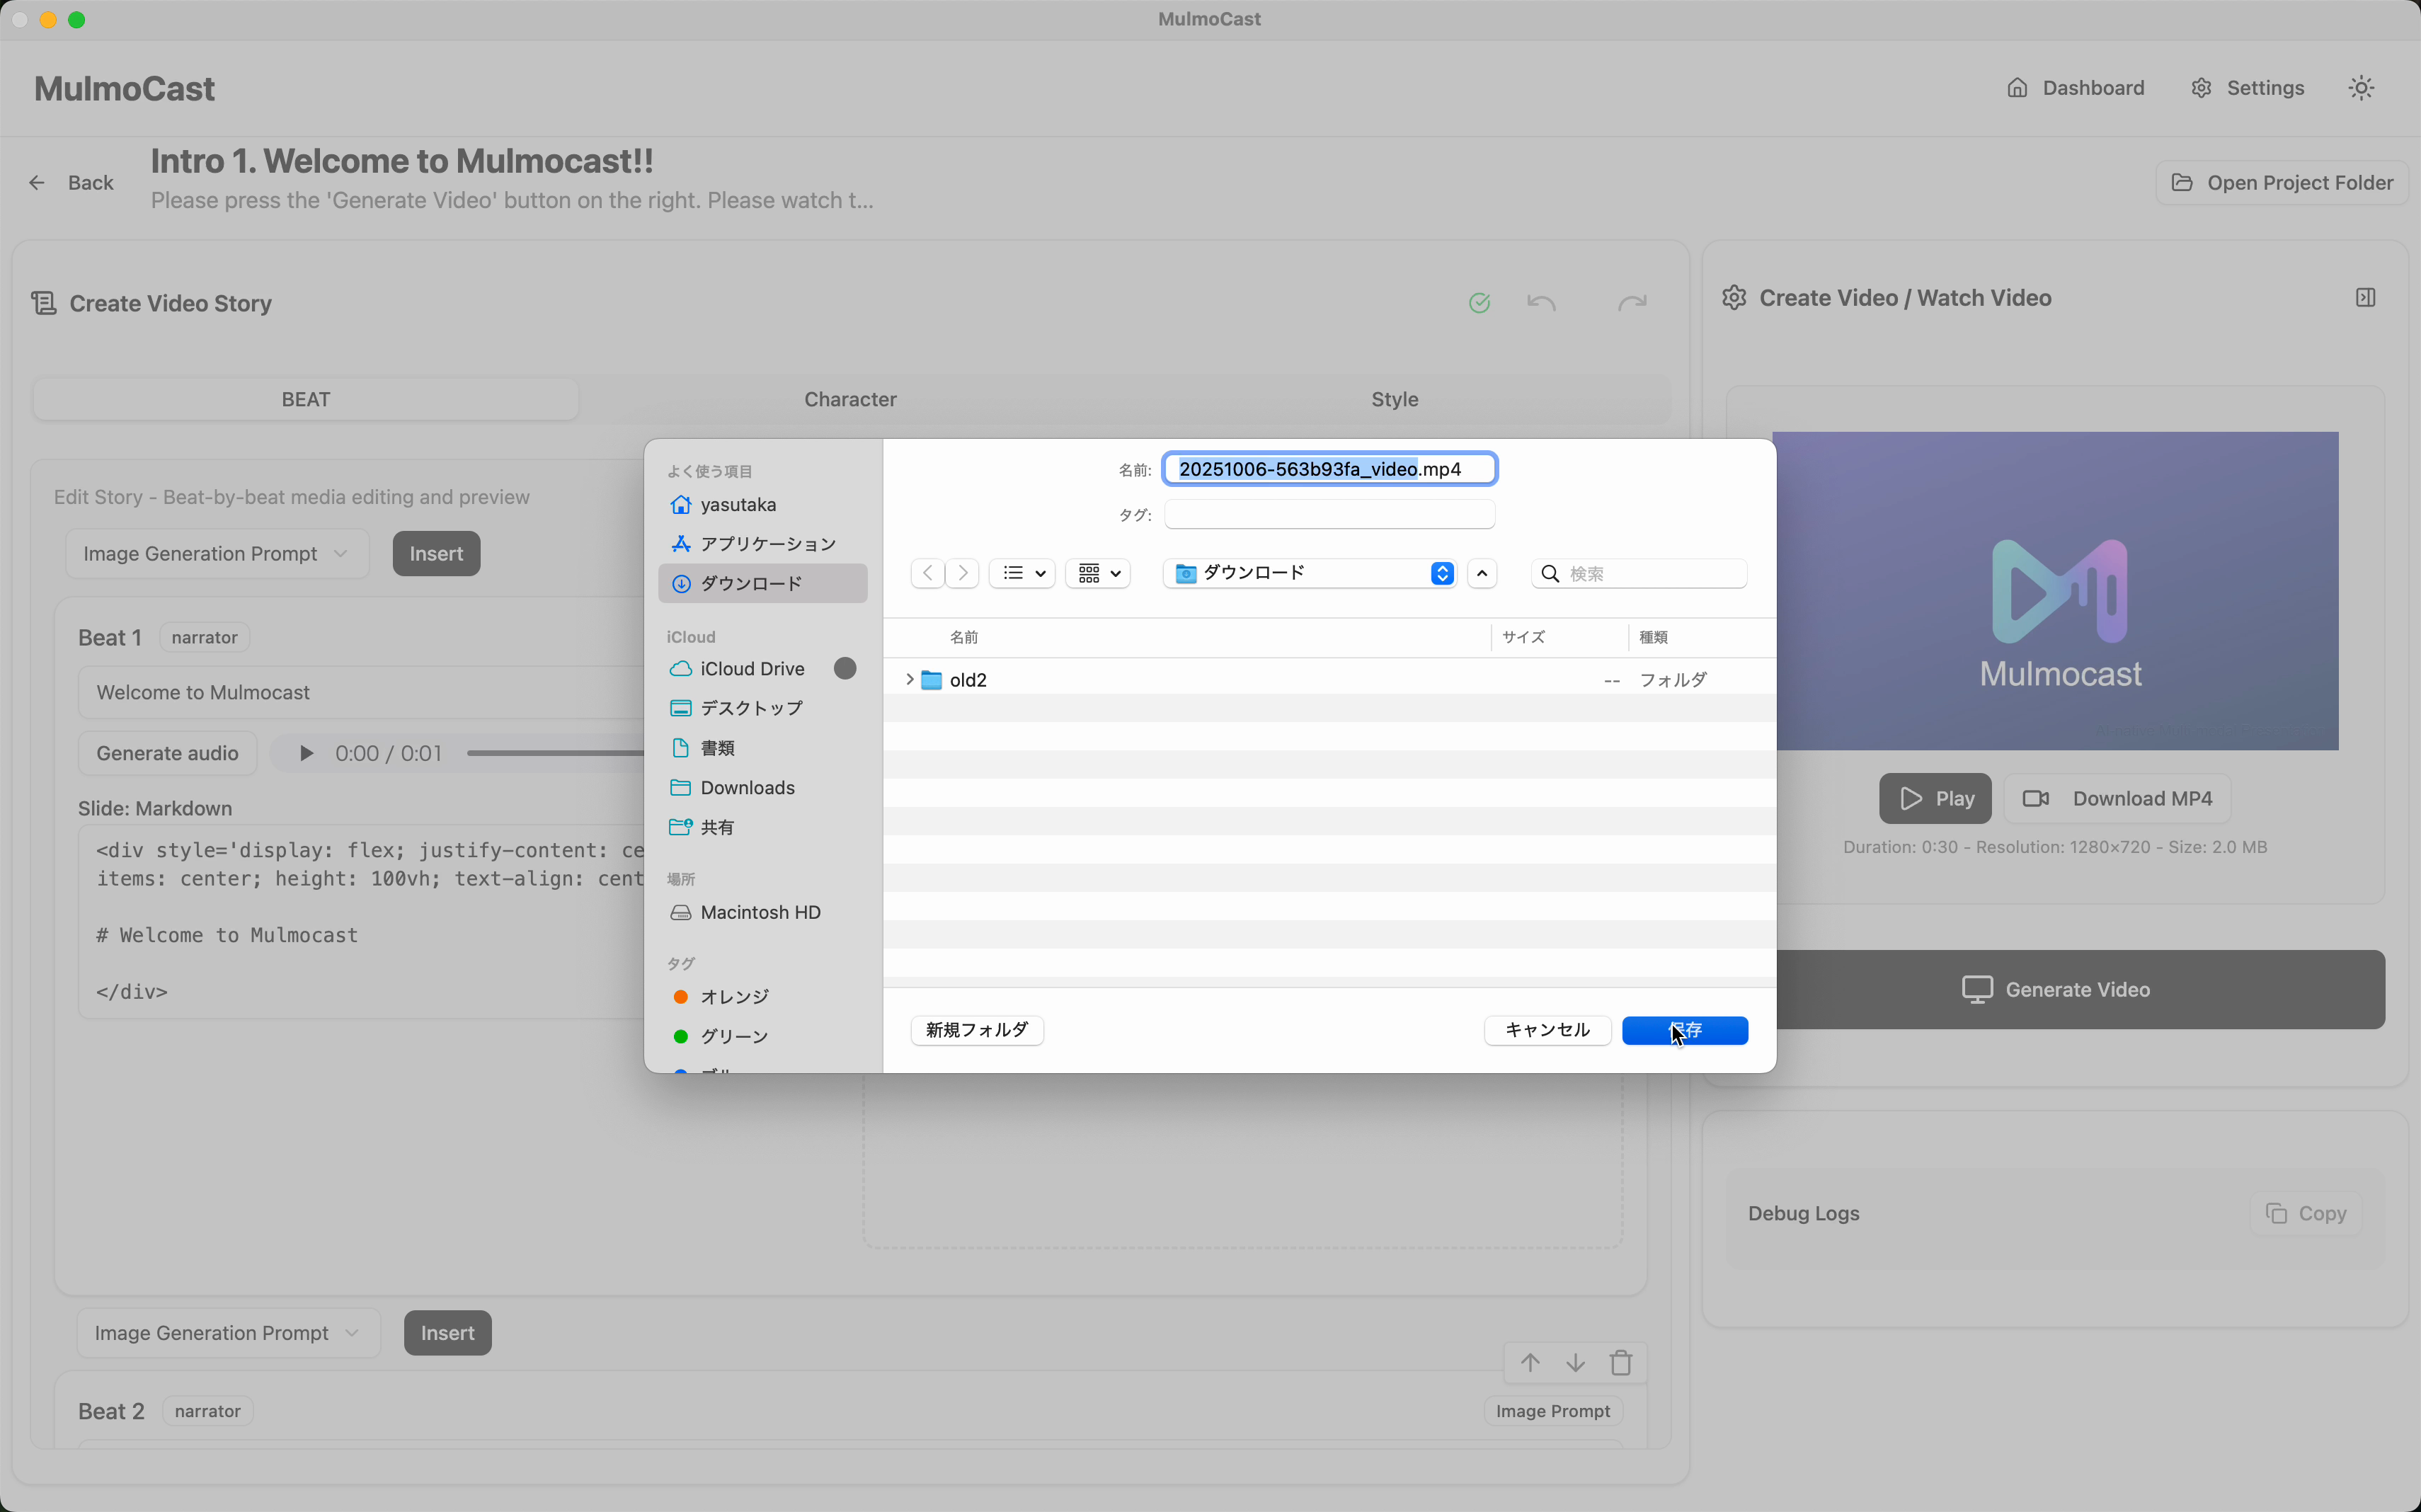 MulmoCast
MulmoCast
Dashboard
Settings
Back
Intro 1. Welcome to Mulmocast!!
Please press the 'Generate Video' button on the right. Please watch t...
Open Project Folder
Create Video Story
BEAT
Character
Style
Edit Story - Beat-by-beat media editing and preview
Image Generation Prompt
Insert
Beat 1
narrator
Welcome to Mulmocast
Generate audio
0:00 / 0:01
Slide: Markdown
<div style='display: flex; justify-content: ce
items: center; height: 100vh; text-align: cent
# Welcome to Mulmocast
</div>
Image Generation Prompt
Insert
Beat 2
narrator
Image Prompt
よく使う項目
yasutaka
アプリケーション
ダウンロード
iCloud
iCloud Drive
デスクトップ
書類
Downloads
共有
場所
Macintosh HD
タグ
オレンジ
グリーン
名前:
20251006-563b93fa_video.mp4
タグ:
ダウンロード
検索
名前
サイズ
種類
old2
--
フォルダ
新規フォルダ
キャンセル
保存
Create Video / Watch Video
Mulmocast
Play
Download MP4
Duration: 0:30 - Resolution: 1280×720 - Size: 2.0 MB
Generate Video
Debug Logs
Copy